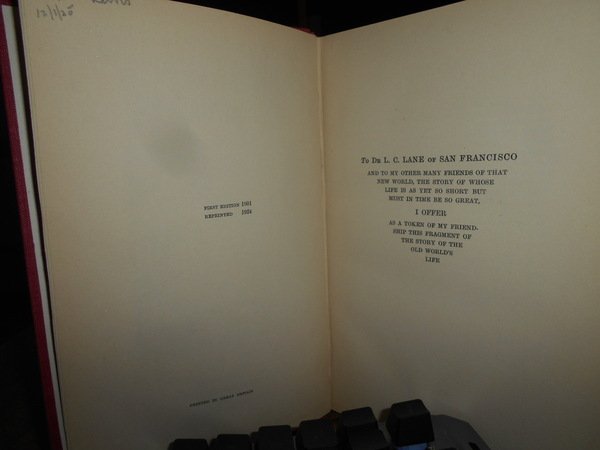 FIRST EDITION 1901
REPRINTED 1924
PRINTED IN GREAT BRITAIN
To DR L. C. LANE OF SAN FRANCISCO
AND TO MY OTHER MANY FRIENDS OF THAT
NEW WORLD, THE STORY OF WHOSE
LIFE IS AS YET SO SHORT BUT
MUST IN TIME BE SO GREAT,
I OFFER
AS A TOKEN OF MY FRIEND-
SHIP THIS FRAGMENT OF
THE STORY OF THE
OLD WORLD'S
LIFE